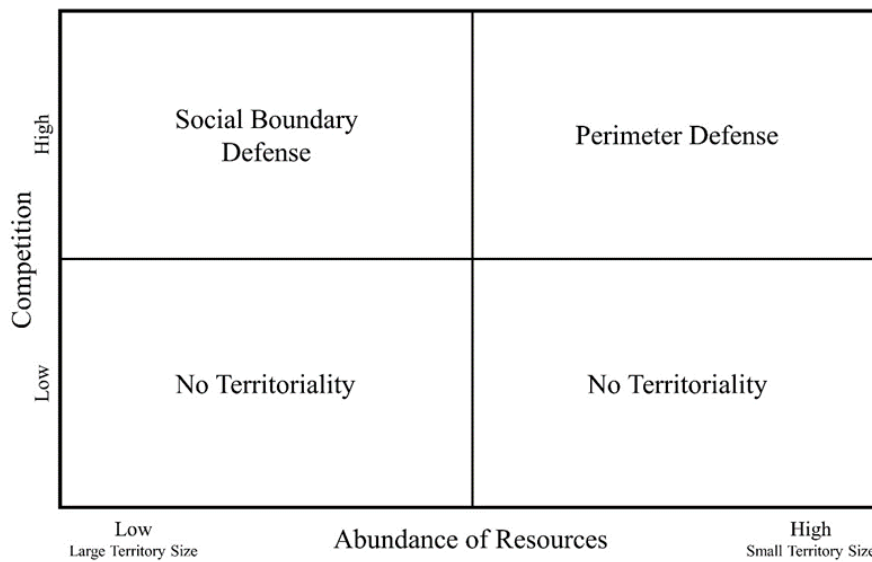 Social Boundary
Defense
Perimeter Defense
No Territoriality
No Territoriality
Competition
High
Low
Low
Large Territory Size
Abundance of Resources
High
Small Territory Size